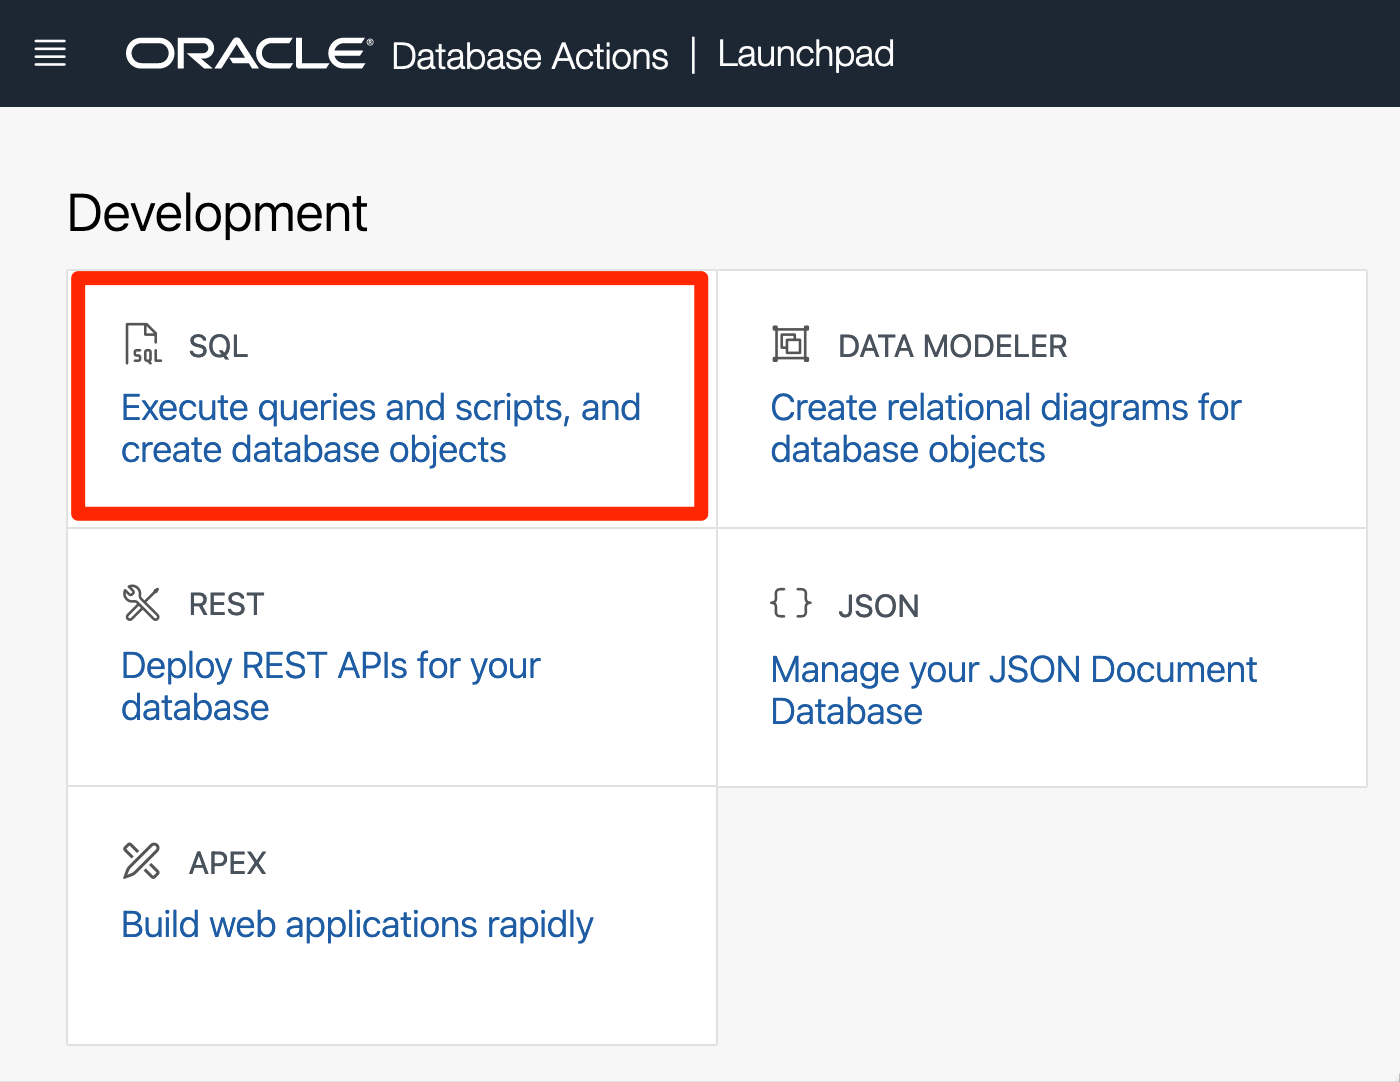 ORACLE® Database Actions | Launchpad
Development
SQL
SQL
Execute queries and scripts, and
create database objects
DATA MODELER
Create relational diagrams for
database objects
REST
Deploy REST APIs for your
database
{ } JSON
Manage your JSON Document
Database
APEX
Build web applications rapidly